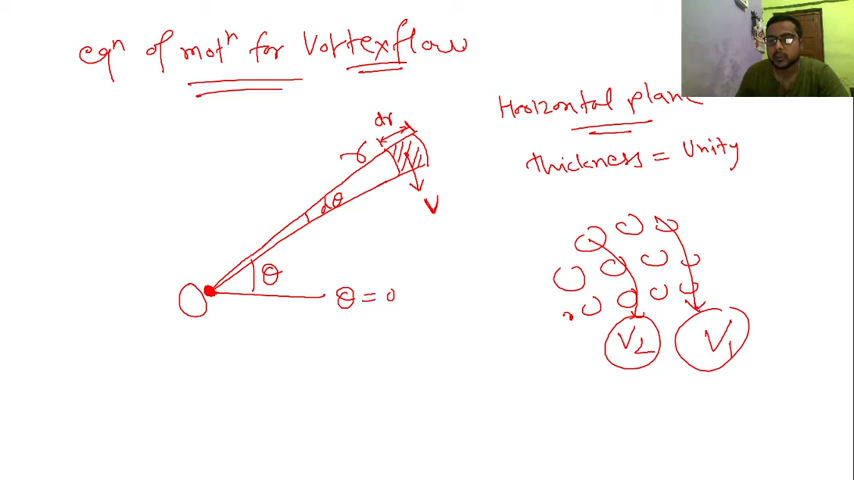 eqⁿ of motⁿ for Vortexflow
Horizontal plane
thickness = Unity
dr
r
dθ
V
θ
O
θ = 0
V₂
V₁